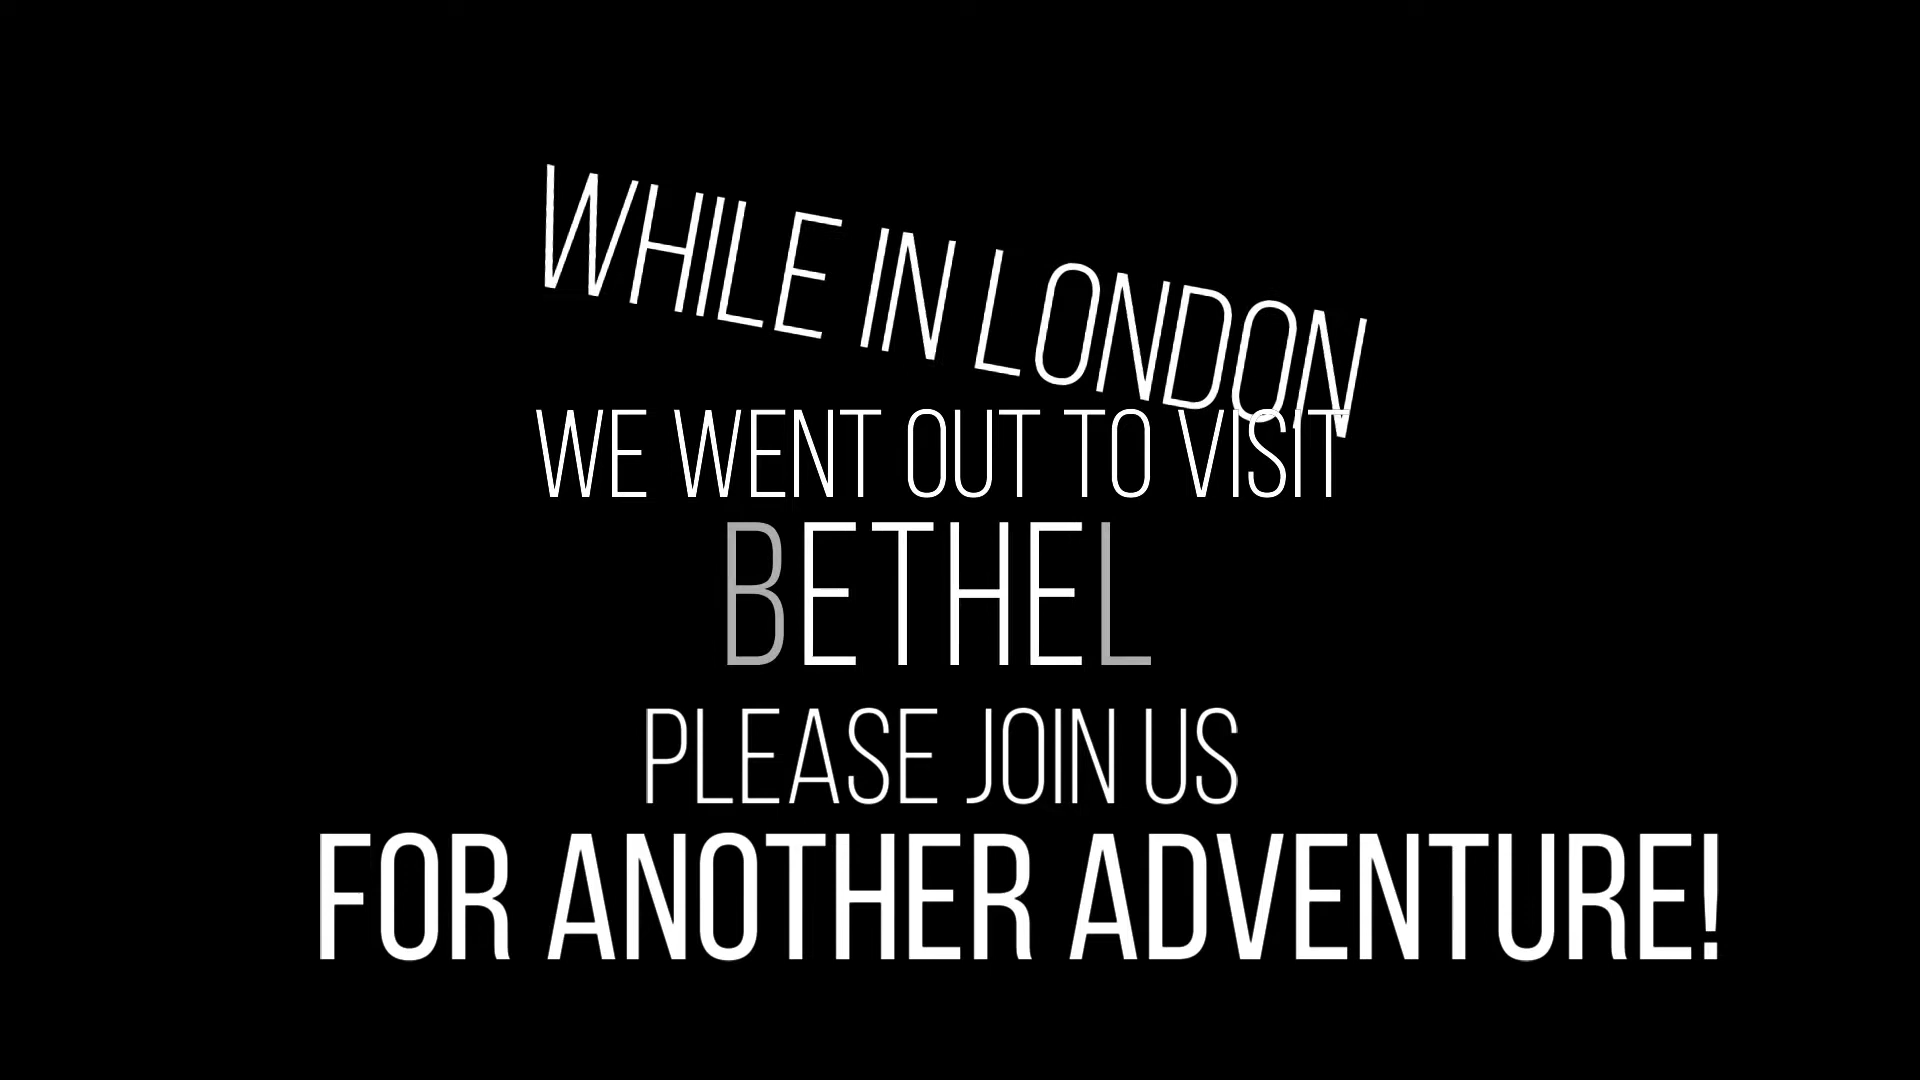 WHILE IN LONDON
WE WENT OUT TO VISIT
BETHEL
PLEASE JOIN US
FOR ANOTHER ADVENTURE!